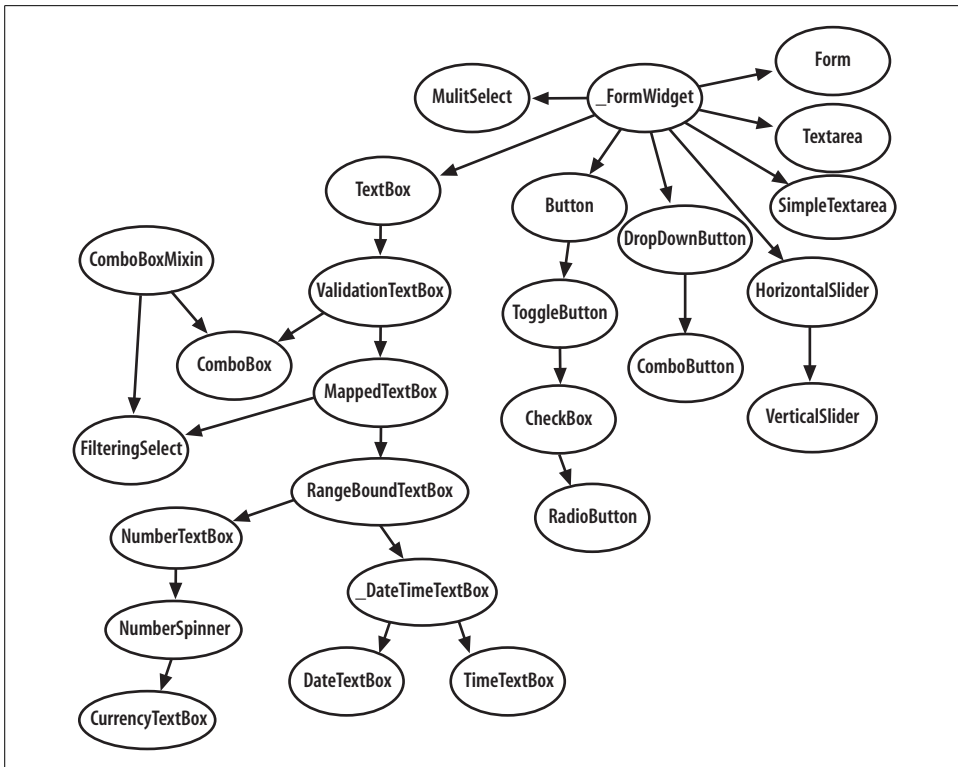 Form
MulitSelect
_FormWidget
Textarea
TextBox
Button
SimpleTextarea
DropDownButton
ComboBoxMixin
ValidationTextBox
HorizontalSlider
ToggleButton
ComboBox
ComboButton
MappedTextBox
CheckBox
VerticalSlider
FilteringSelect
RangeBoundTextBox
RadioButton
NumberTextBox
_DateTimeTextBox
NumberSpinner
DateTextBox
TimeTextBox
CurrencyTextBox